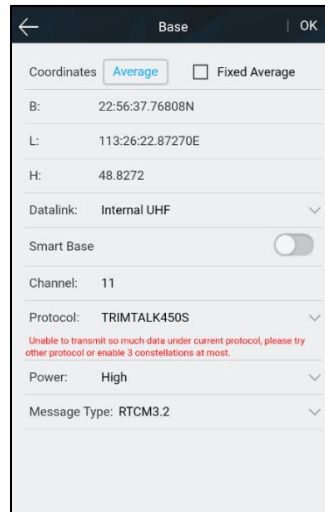 Base OK
Coordinates Average Fixed Average
B: 22:56:37.76808N
L: 113:26:22.87270E
H: 48.8272
Datalink: Internal UHF
Smart Base
Channel: 11
Protocol: TRIMTALK450S
Unable to transmit so much data under current protocol, please try
other protocol or enable 3 constellations at most.
Power: High
Message Type: RTCM3.2